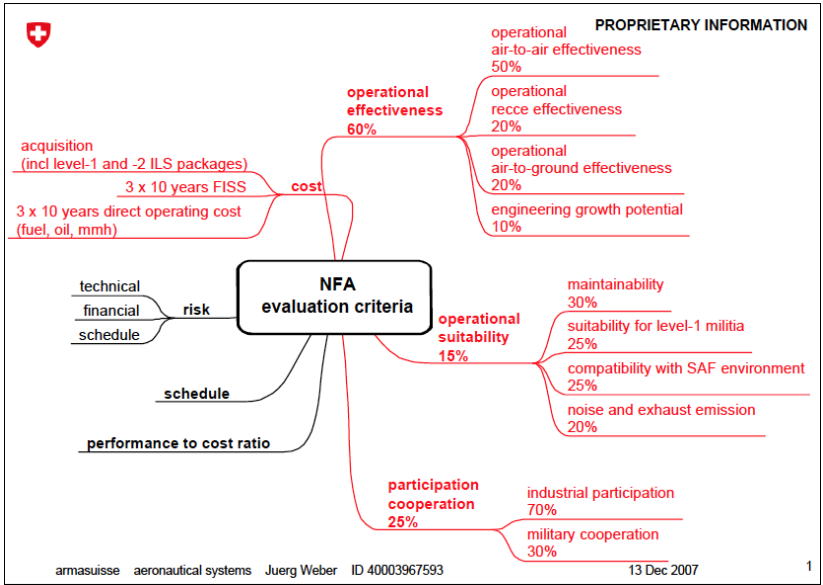 PROPRIETARY INFORMATION
operational
air-to-air effectiveness
50%
operational
recce effectiveness
20%
operational
air-to-ground effectiveness
20%
engineering growth potential
10%
operational
effectiveness
60%
acquisition
(incl level-1 and -2 ILS packages)
3 x 10 years FISS
3 x 10 years direct operating cost
(fuel, oil, mmh)
cost
NFA
evaluation criteria
technical
financial
schedule
risk
schedule
performance to cost ratio
operational
suitability
15%
maintainability
30%
suitability for level-1 militia
25%
compatibility with SAF environment
25%
noise and exhaust emission
20%
participation
cooperation
25%
industrial participation
70%
military cooperation
30%
armasuisse aeronautical systems Juerg Weber ID 40003967593 13 Dec 2007 1